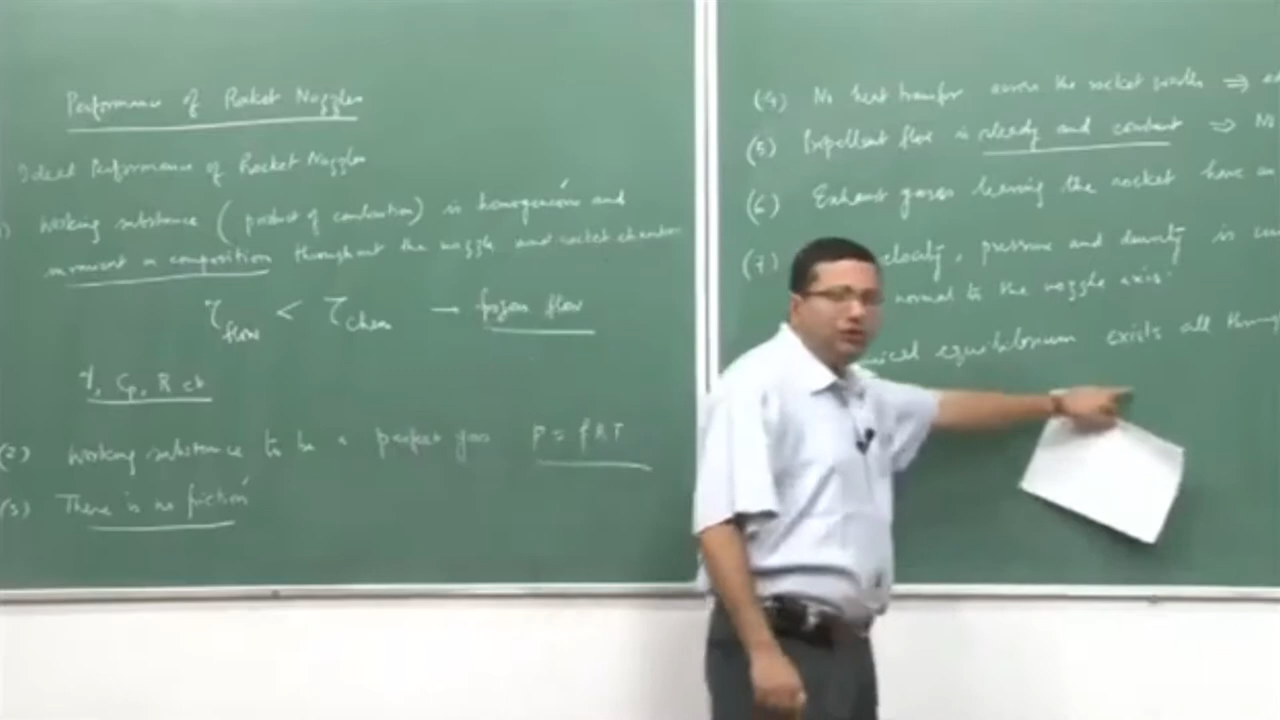 Performance of Rocket Nozzles
Ideal Performance of Rocket Nozzles
) Working substance (product of combustion) is homogeneous and
invariant in composition throughout the nozzle and rocket chamber
τflow < τchem → frozen flow
γ, Cp, R ct
(2) Working substance to be a perfect gas P = ρRT
(3) There is no friction
(4) No heat transfer across the rocket walls ⇒
(5) Propellant flow is steady and constant ⇒ N
(6) Exhaust gases leaving the rocket have an
(7) velocity, pressure and density is
normal to the nozzle axis
equilibrium exists all through